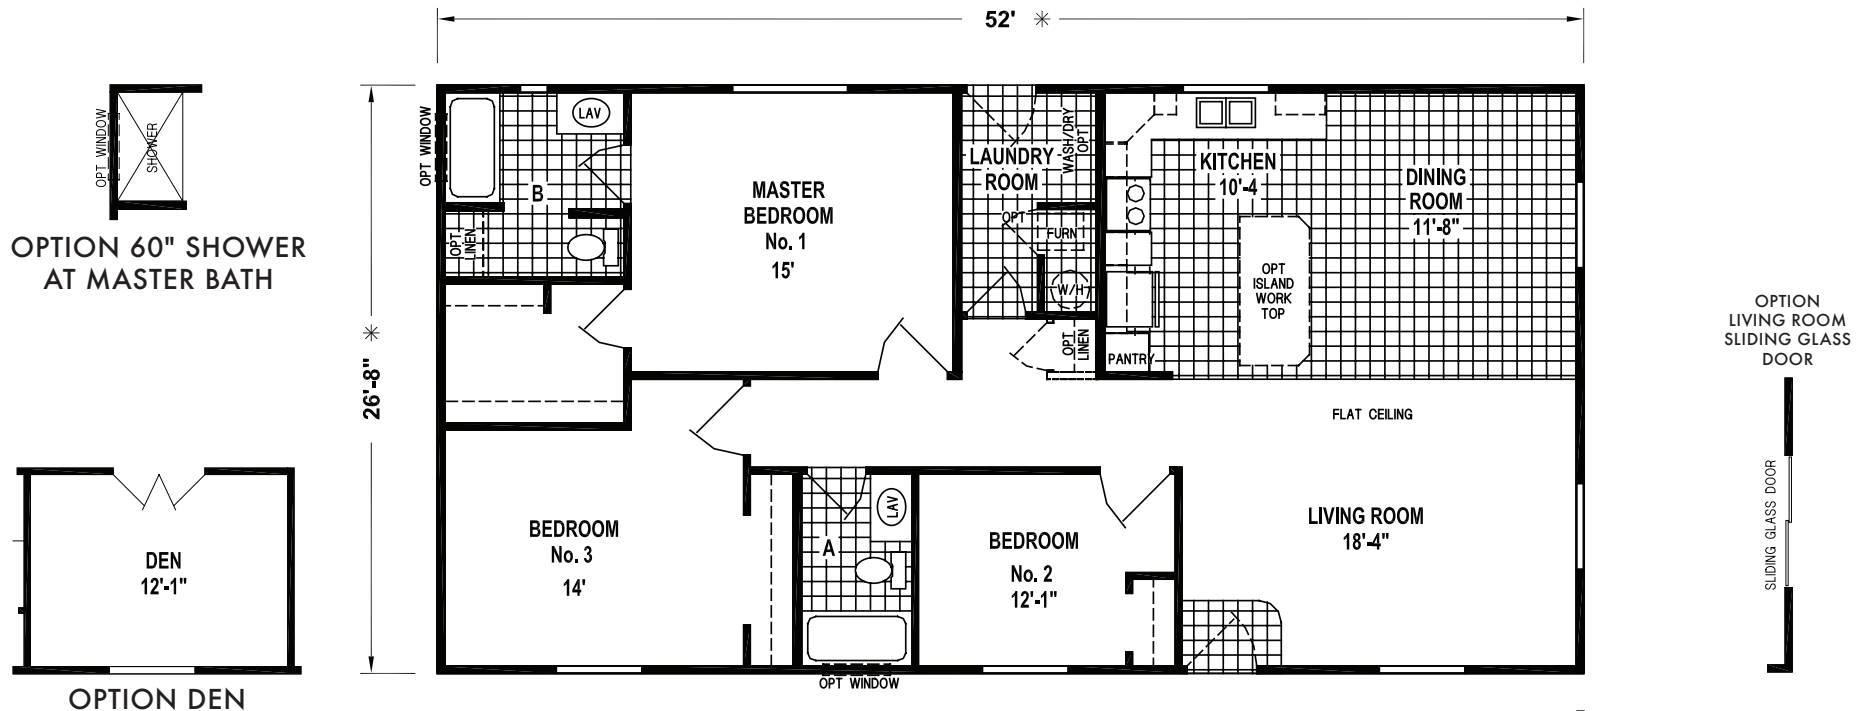 52' ✳
26'-8" ✳
OPT WINDOW
SHOWER
OPTION 60" SHOWER
AT MASTER BATH
OPT WINDOW
LAV
B
OPT
LINEN
MASTER
BEDROOM
No. 1
15'
LAUNDRY
ROOM
WASH/DRY
OPT
OPT
FURN
W/H
OPT
LINEN
KITCHEN
10'-4
DINING
ROOM
11'-8"
OPT
ISLAND
WORK
TOP
PANTRY
FLAT CEILING
OPTION
LIVING ROOM
SLIDING GLASS
DOOR
SLIDING GLASS DOOR
DEN
12'-1"
OPTION DEN
BEDROOM
No. 3
14'
LAV
A
OPT WINDOW
BEDROOM
No. 2
12'-1"
LIVING ROOM
18'-4"